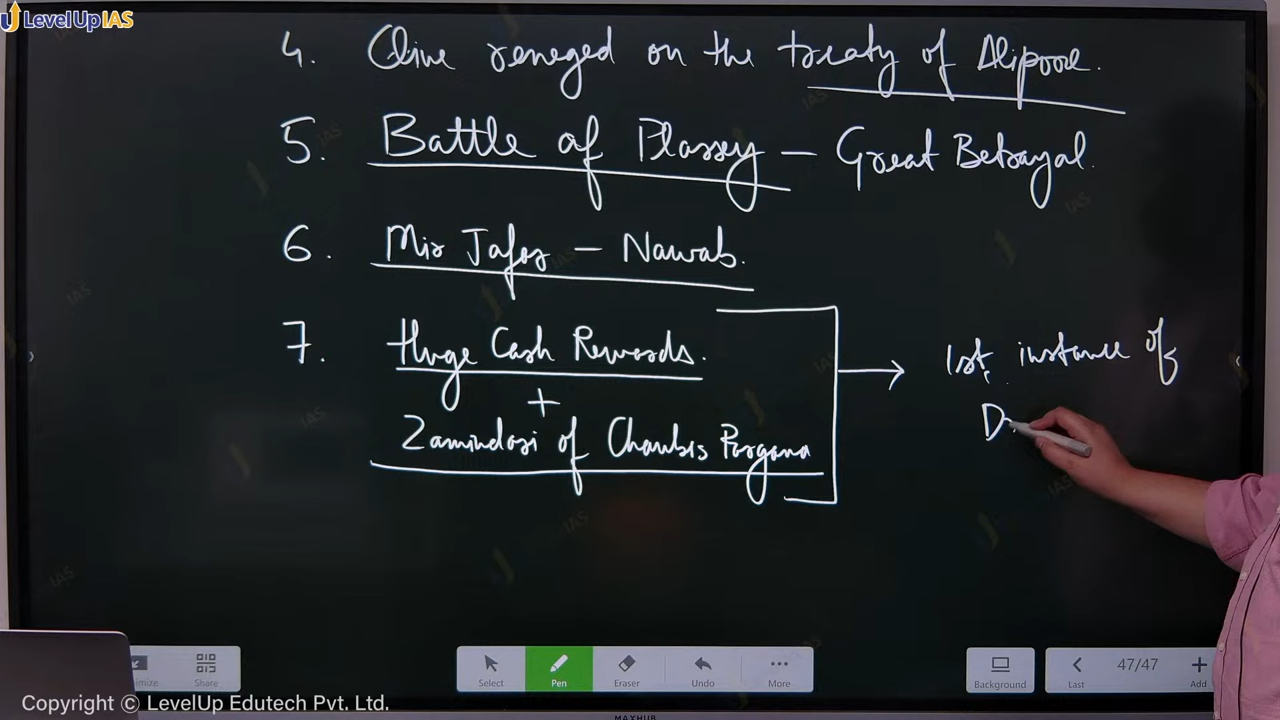 LevelUp IAS
4. Clive reneged on the treaty of Alipore.
5. Battle of Plassey – Great Betrayal.
6. Mir Jafar – Nawab.
7. Huge Cash Rewards.
+
Zamindari of Chaubis Pargana
→ 1st instance of
D
Share
Select
Pen
Eraser
Undo
More
Background
Last
47/47
Add
Copyright © LevelUp Edutech Pvt. Ltd.
MAXHUB